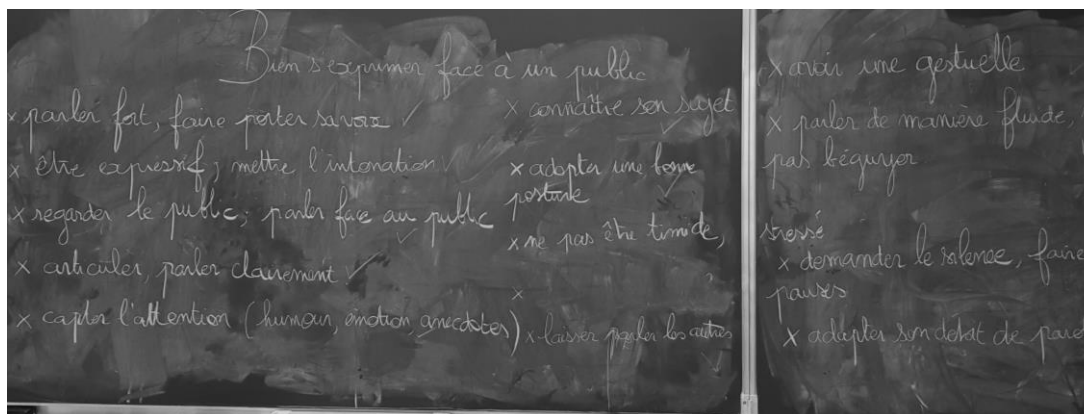 Bien s'exprimer face à un public
x parler fort, faire porter sa voix ✓
x être expressif ; mettre l'intonation ✓
x regarder le public ; parler face au public ✓
x articuler, parler clairement ✓
x capter l'attention (humour, émotion, anecdotes)
x connaître son sujet ✓
x adopter une bonne
posture ✓
x ne pas être timide,
stressé
x
x laisser parler les autres ✓
x avoir une gestuelle
x parler de manière fluide,
pas bégayer
x demander le silence, faire
pauses
x adapter son débit de